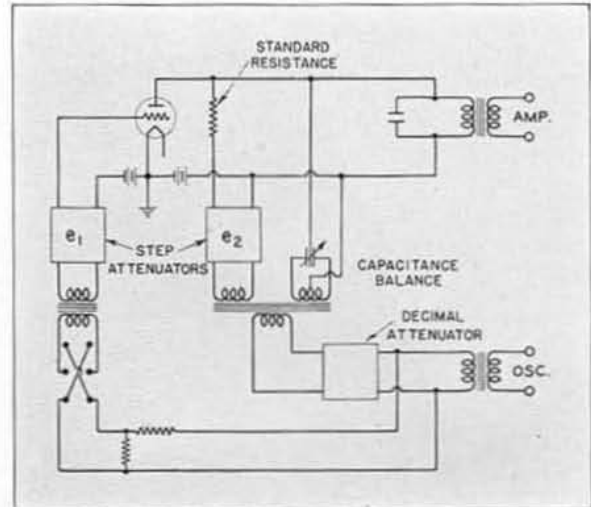 STANDARD
RESISTANCE
AMP.
e1
STEP
ATTENUATORS
e2
CAPACITANCE
BALANCE
DECIMAL
ATTENUATOR
OSC.